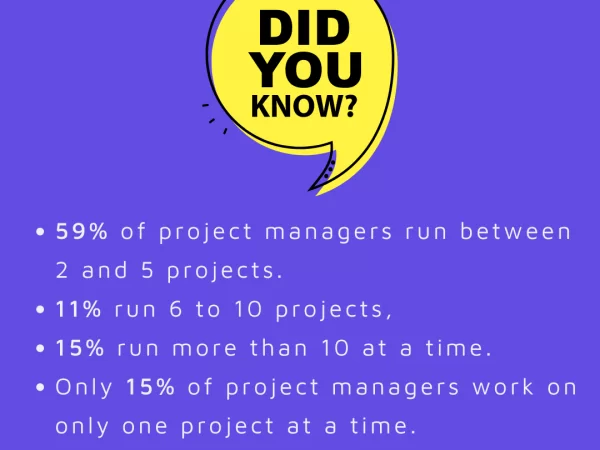 DID
YOU
KNOW?
• 59% of project managers run between
2 and 5 projects.
• 11% run 6 to 10 projects,
• 15% run more than 10 at a time.
• Only 15% of project managers work on
only one project at a time.